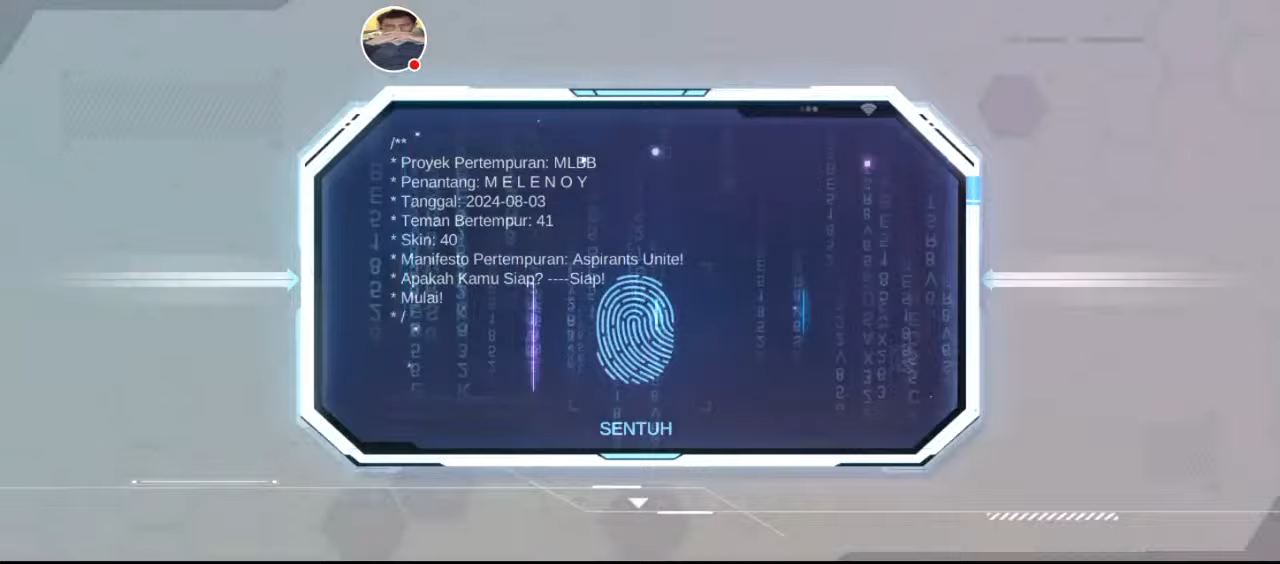 /**
* Proyek Pertempuran: MLBB
* Penantang: M E L E N O Y
* Tanggal: 2024-08-03
* Teman Bertempur: 41
* Skin: 40
* Manifesto Pertempuran: Aspirants Unite!
* Apakah Kamu Siap? ----Siap!
* Mulai!
* /
SENTUH